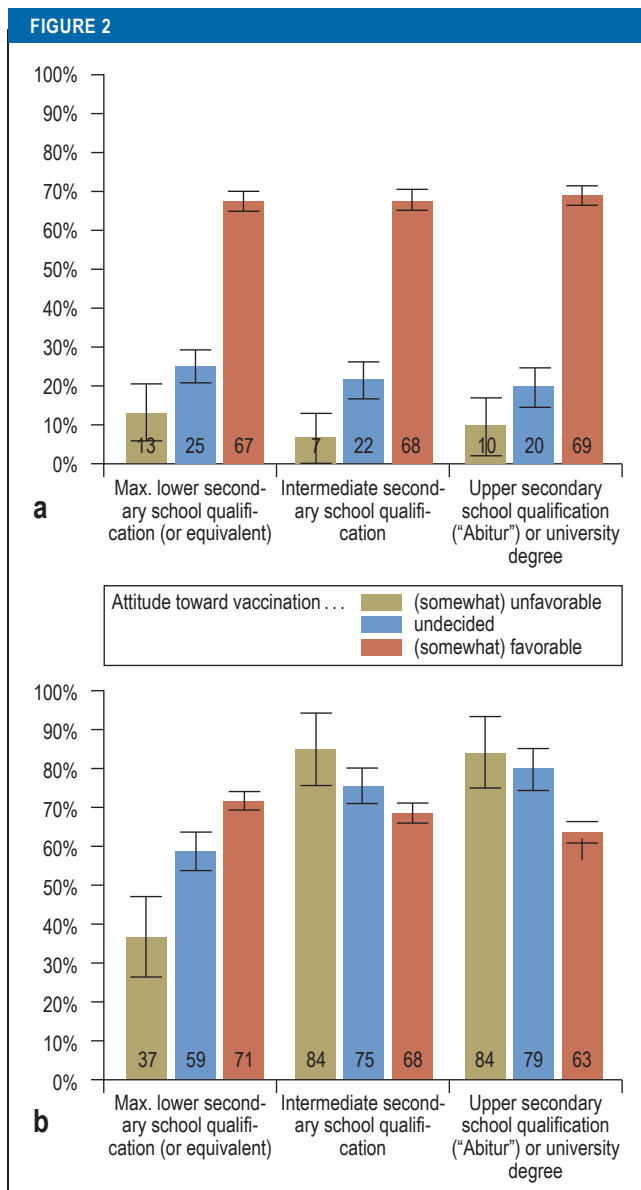 FIGURE 2
100%
90%
80%
70%
60%
50%
40%
30%
20%
10%
0%
13 25 67 7 22 68 10 20 69
a
Max. lower second-
ary school qualifi-
cation (or equivalent)
Intermediate second-
ary school qualifi-
cation
Upper secondary
school qualification
("Abitur") or university
degree
Attitude toward vaccination ...
(somewhat) unfavorable
undecided
(somewhat) favorable
100%
90%
80%
70%
60%
50%
40%
30%
20%
10%
0%
37 59 71 84 75 68 84 79 63
b
Max. lower second-
ary school qualifi-
cation (or equivalent)
Intermediate second-
ary school qualifi-
cation
Upper secondary
school qualification
("Abitur") or university
degree